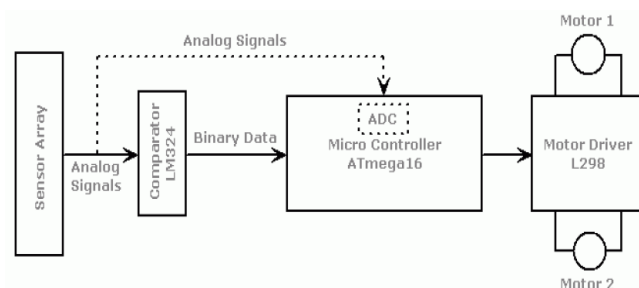 Motor 1
Analog Signals
Sensor Array
Analog
Signals
Comparator
LM324
Binary Data
ADC
Micro Controller
ATmega16
Motor Driver
L298
Motor 2